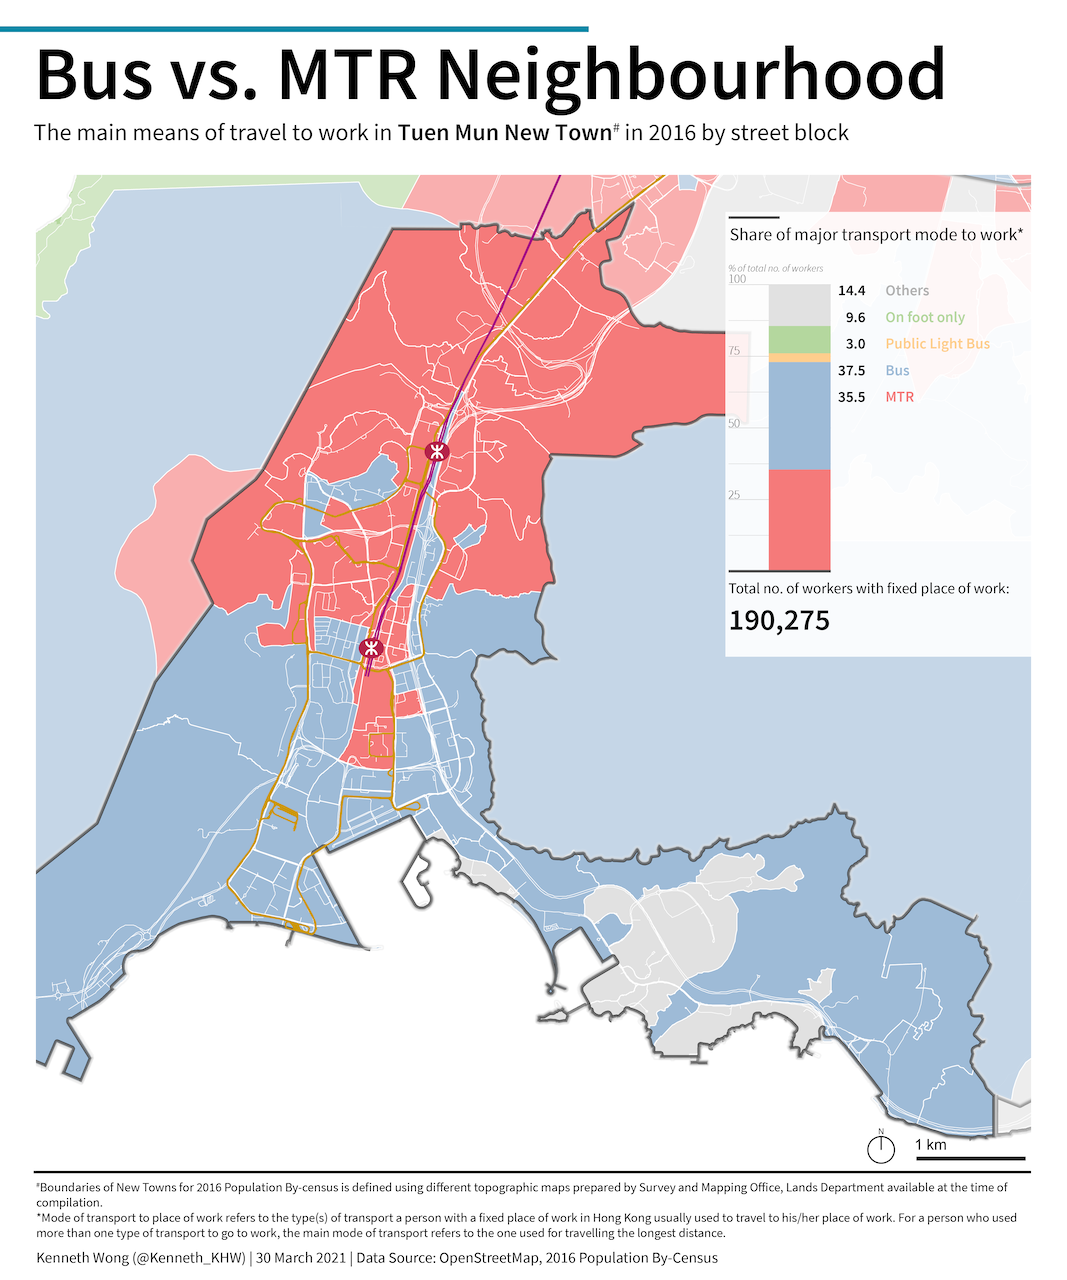 Bus vs. MTR Neighbourhood
The main means of travel to work in Tuen Mun New Town# in 2016 by street block
Share of major transport mode to work*
% of total no. of workers
100
14.4 Others
9.6 On foot only
3.0 Public Light Bus
75
37.5 Bus
35.5 MTR
50
25
Total no. of workers with fixed place of work:
190,275
N
1 km
#Boundaries of New Towns for 2016 Population By-census is defined using different topographic maps prepared by Survey and Mapping Office, Lands Department available at the time of
compilation.
*Mode of transport to place of work refers to the type(s) of transport a person with a fixed place of work in Hong Kong usually used to travel to his/her place of work. For a person who used
more than one type of transport to go to work, the main mode of transport refers to the one used for travelling the longest distance.
Kenneth Wong (@Kenneth_KHW) | 30 March 2021 | Data Source: OpenStreetMap, 2016 Population By-Census